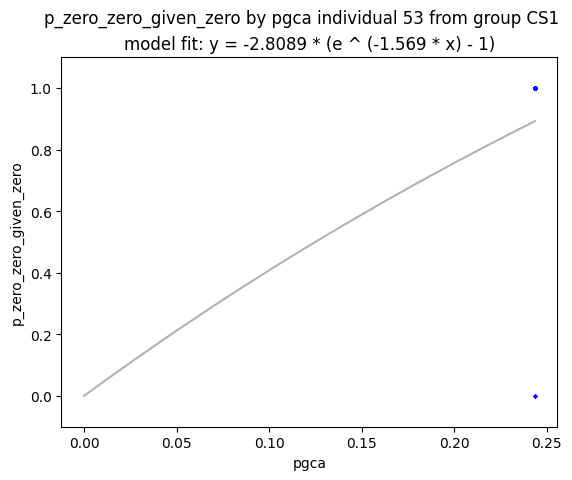 p_zero_zero_given_zero by pgca individual 53 from group CS1
model fit: y = -2.8089 * (e ^ (-1.569 * x) - 1)
1.0
0.8
0.6
0.4
0.2
0.0
p_zero_zero_given_zero
0.00 0.05 0.10 0.15 0.20 0.25
pgca